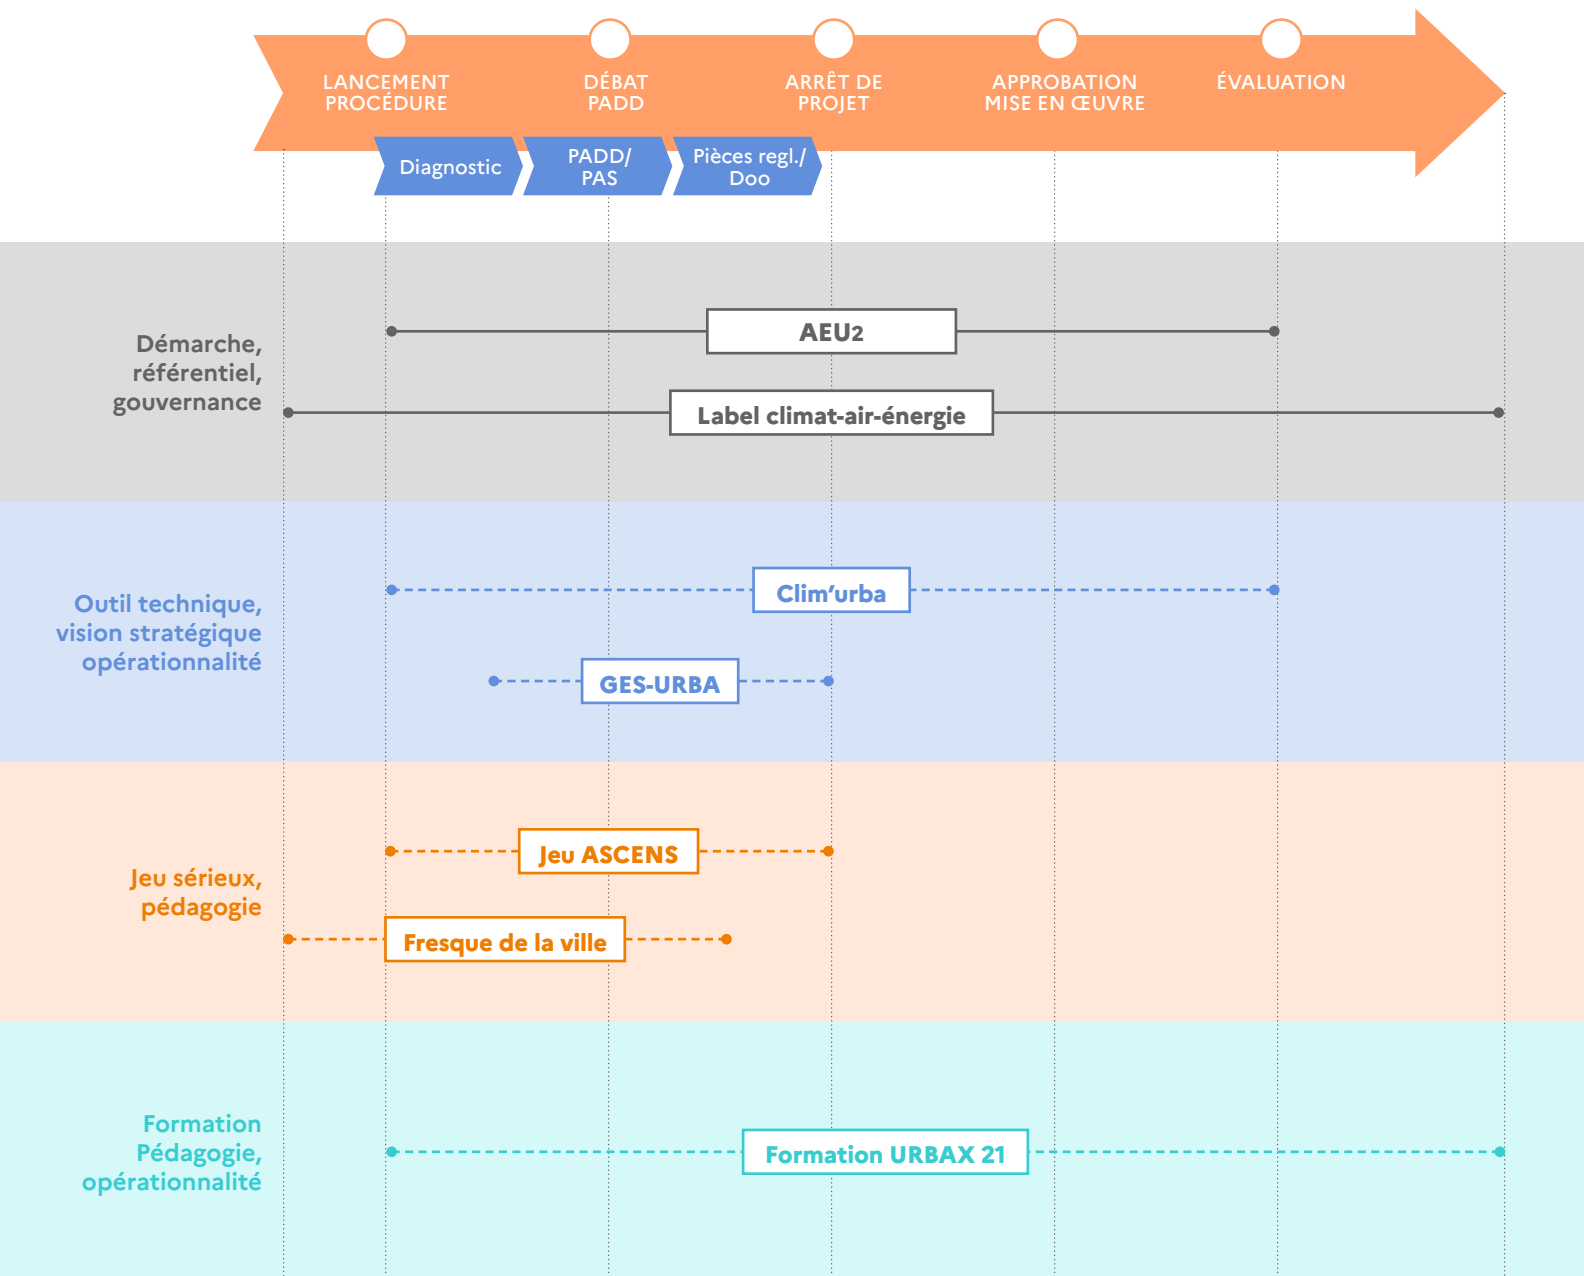 LANCEMENT
PROCÉDURE
DÉBAT
PADD
ARRÊT DE
PROJET
APPROBATION
MISE EN ŒUVRE
ÉVALUATION
Diagnostic
PADD/
PAS
Pièces regl./
Doo
Démarche,
référentiel,
gouvernance
AEU2
Label climat-air-énergie
Outil technique,
vision stratégique
opérationnalité
Clim’urba
GES-URBA
Jeu sérieux,
pédagogie
Jeu ASCENS
Fresque de la ville
Formation
Pédagogie,
opérationnalité
Formation URBAX 21